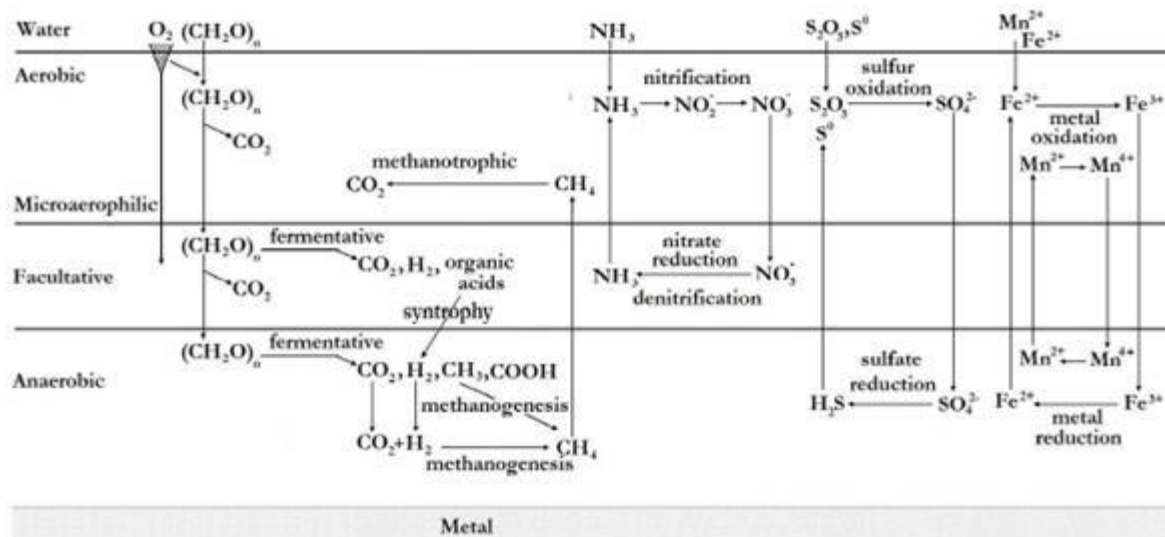 Water O₂ (CH₂O)ₙ NH₃ S₂O₃,S⁰ Mn²⁺
Fe²⁺
Aerobic nitrification sulfur
oxidation
(CH₂O)ₙ NH₃ NO₂⁻ NO₃⁻ S₂O₃ SO₄²⁻ Fe²⁺ Fe³⁺
S⁰ metal
oxidation
CO₂
methanotrophic Mn²⁺ Mn⁴⁺
CO₂ CH₄
Microaerophilic
(CH₂O)ₙ fermentative nitrate
reduction
CO₂,H₂,organic
acids
Facultative NH₃ NO₃⁻
CO₂ denitrification
syntrophy
fermentative
(CH₂O)ₙ Mn²⁺ Mn⁴⁺
Anaerobic CO₂,H₂,CH₃,COOH sulfate
reduction
methanogenesis H₂S SO₄²⁻ Fe²⁺ Fe³⁺
metal
reduction
CO₂+H₂ CH₄
methanogenesis
Metal